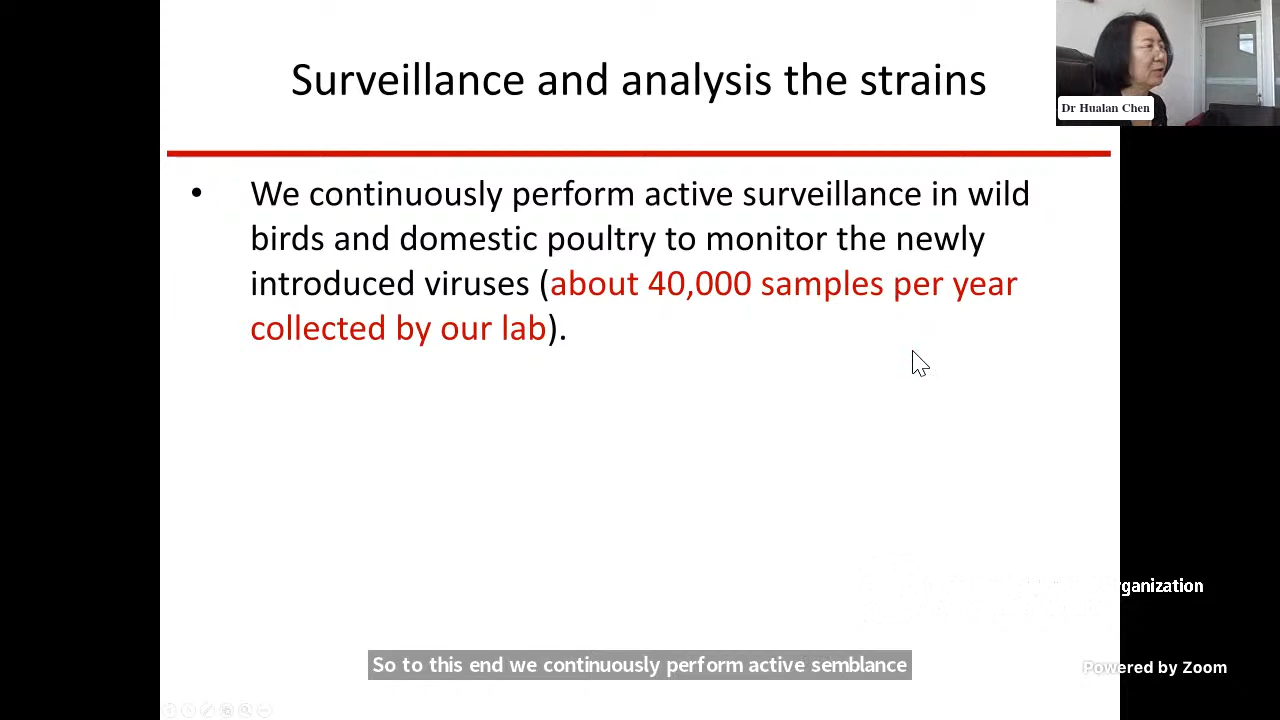 Surveillance and analysis the strains
Dr Hualan Chen
• We continuously perform active surveillance in wild
birds and domestic poultry to monitor the newly
introduced viruses (about 40,000 samples per year
collected by our lab).
rganization
So to this end we continuously perform active semblance
Powered by Zoom